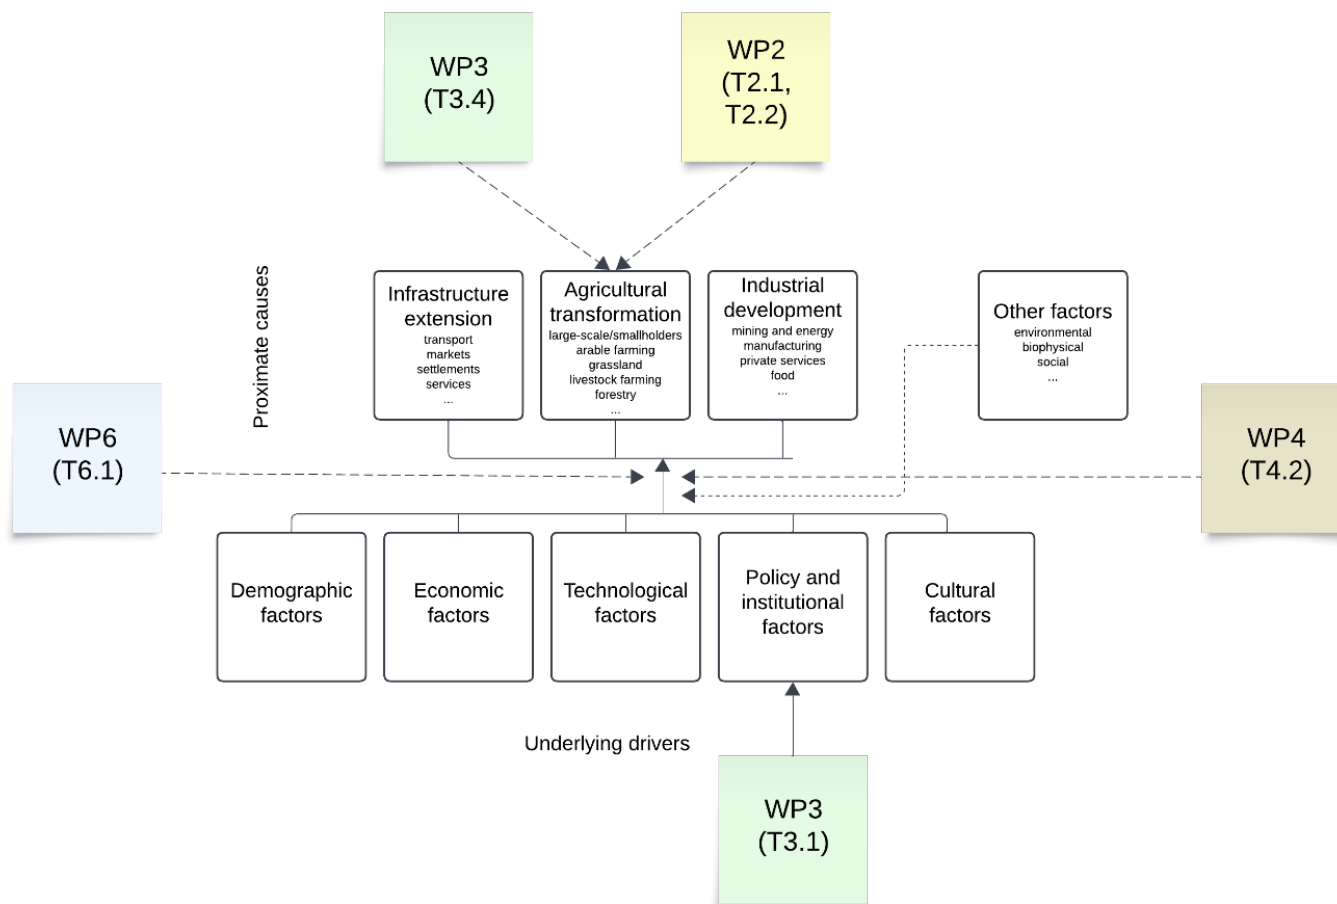 WP3
(T3.4)
WP2
(T2.1,
T2.2)
Proximate causes
Infrastructure
extension
transport
markets
settlements
services
...
Agricultural
transformation
large-scale/smallholders
arable farming
grassland
livestock farming
forestry
...
Industrial
development
mining and energy
manufacturing
private services
food
...
Other factors
environmental
biophysical
social
...
WP6
(T6.1)
WP4
(T4.2)
Demographic
factors
Economic
factors
Technological
factors
Policy and
institutional
factors
Cultural
factors
Underlying drivers
WP3
(T3.1)